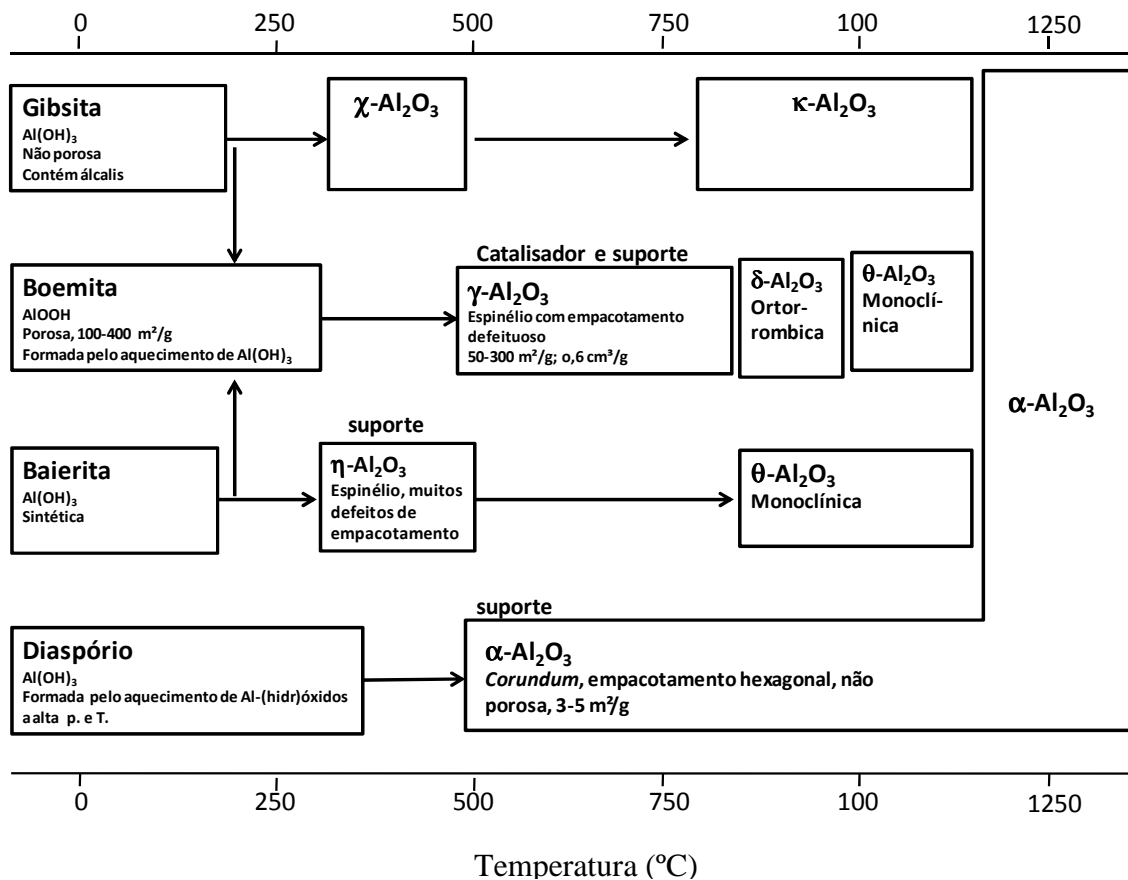 0 250 500 750 100 1250
Gibsita
Al(OH)₃
Não porosa
Contém álcalis
χ-Al₂O₃
κ-Al₂O₃
Boemita
AlOOH
Porosa, 100-400 m²/g
Formada pelo aquecimento de Al(OH)₃
Catalisador e suporte
γ-Al₂O₃
Espinélio com empacotamento
defeituoso
50-300 m²/g; o,6 cm³/g
δ-Al₂O₃
Ortor-
rombica
θ-Al₂O₃
Monoclí-
nica
α-Al₂O₃
Baierita
Al(OH)₃
Sintética
suporte
η-Al₂O₃
Espinélio, muitos
defeitos de
empacotamento
θ-Al₂O₃
Monoclínica
Diaspório
Al(OH)₃
Formada pelo aquecimento de Al-(hidr)óxidos
a alta p. e T.
suporte
α-Al₂O₃
Corundum, empacotamento hexagonal, não
porosa, 3-5 m²/g
0 250 500 750 100 1250
Temperatura (ºC)